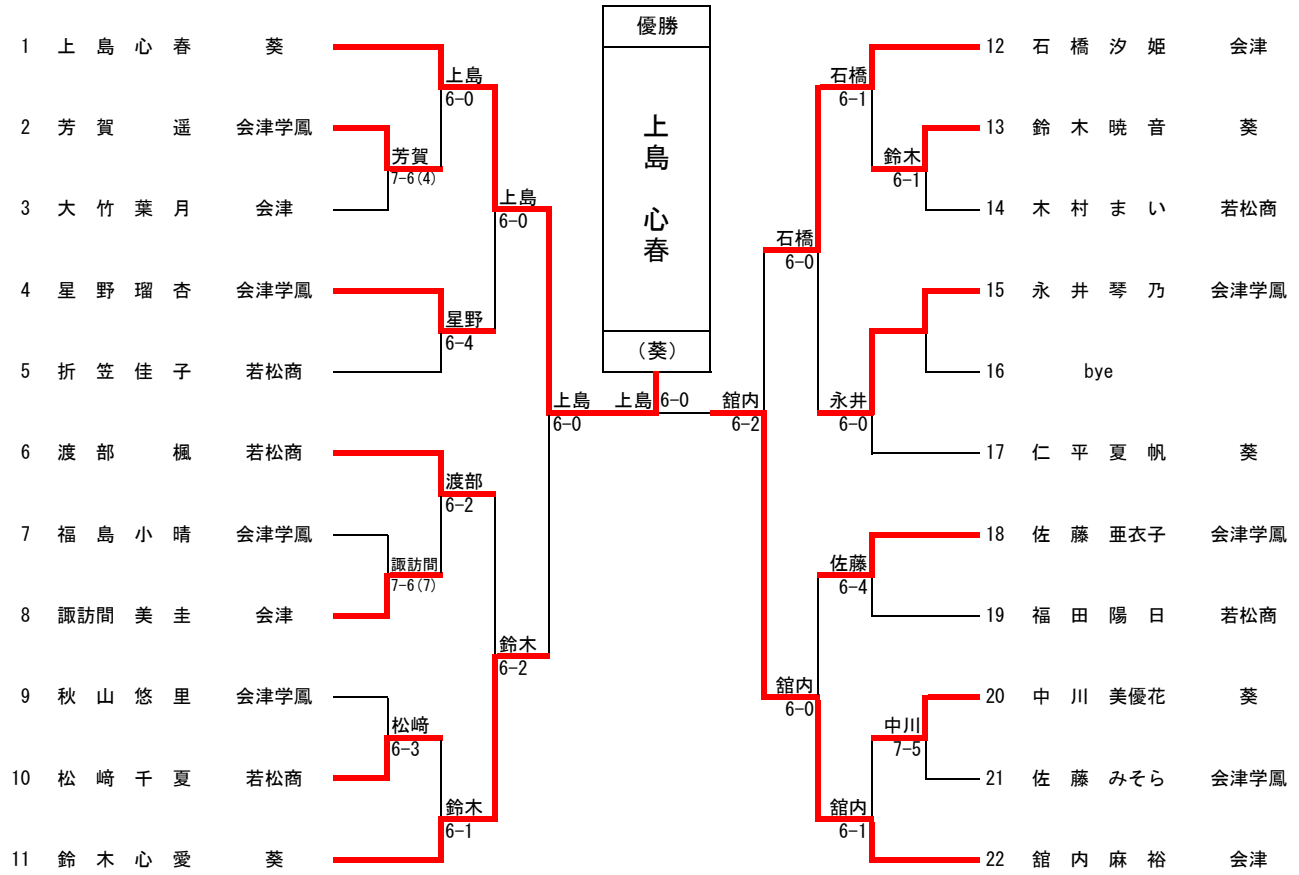 優勝
上島 心春
(葵)
1 上島心春 葵
2 芳賀 遥 会津学鳳
3 大竹葉月 会津
4 星野瑠杏 会津学鳳
5 折笠佳子 若松商
6 渡部 楓 若松商
7 福島小晴 会津学鳳
8 諏訪間美圭 会津
9 秋山悠里 会津学鳳
10 松﨑千夏 若松商
11 鈴木心愛 葵
上島
6-0
芳賀
7-6(4)
上島
6-0
星野
6-4
上島
6-0
渡部
6-2
諏訪間
7-6(7)
鈴木
6-2
松﨑
6-3
鈴木
6-1
上島 6-0
舘内
6-2
石橋
6-1
鈴木
6-1
石橋
6-0
永井
6-0
佐藤
6-4
舘内
6-0
中川
7-5
舘内
6-1
12 石橋汐姫 会津
13 鈴木暁音 葵
14 木村まい 若松商
15 永井琴乃 会津学鳳
16 bye
17 仁平夏帆 葵
18 佐藤亜衣子 会津学鳳
19 福田陽日 若松商
20 中川美優花 葵
21 佐藤みそら 会津学鳳
22 舘内麻裕 会津